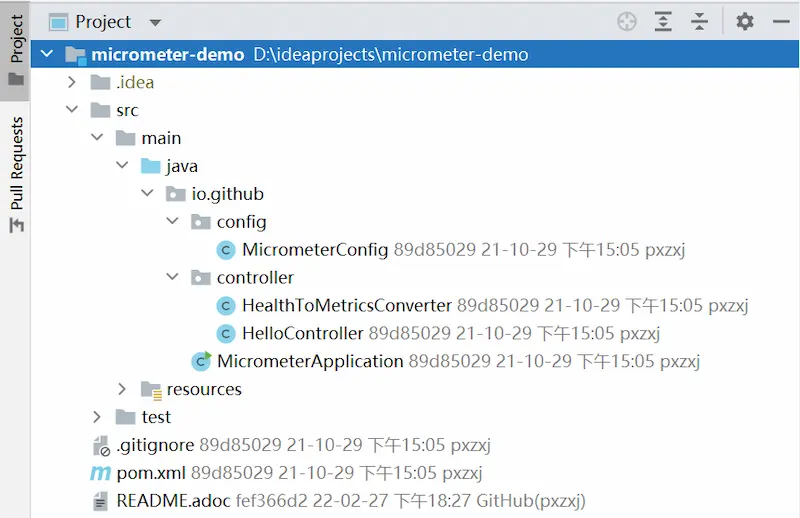 Project
Project
Pull Requests
micrometer-demo D:\ideaprojects\micrometer-demo
.idea
src
main
java
io.github
config
C MicrometerConfig 89d85029 21-10-29 下午15:05 pxzxj
controller
C HealthToMetricsConverter 89d85029 21-10-29 下午15:05 pxzxj
C HelloController 89d85029 21-10-29 下午15:05 pxzxj
C MicrometerApplication 89d85029 21-10-29 下午15:05 pxzxj
resources
test
.gitignore 89d85029 21-10-29 下午15:05 pxzxj
m pom.xml 89d85029 21-10-29 下午15:05 pxzxj
README.adoc fef366d2 22-02-27 下午18:27 GitHub(pxzxj)